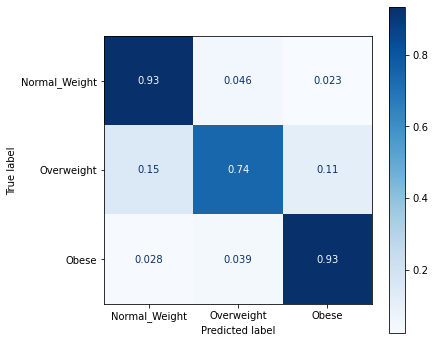 Normal_Weight 0.93 0.046 0.023
Overweight 0.15 0.74 0.11
Obese 0.028 0.039 0.93
Normal_Weight Overweight Obese
Predicted label
True label
0.8
0.6
0.4
0.2